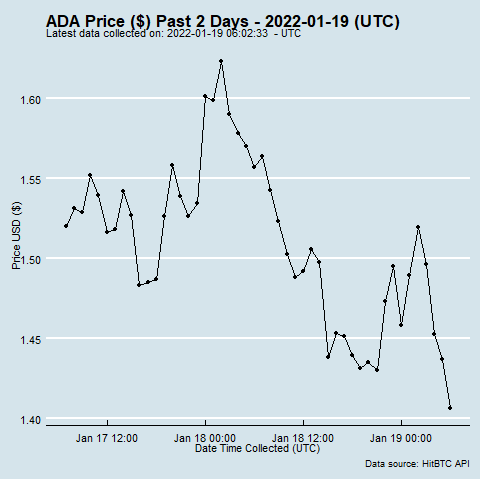 ADA Price ($) Past 2 Days - 2022-01-19 (UTC)
Latest data collected on: 2022-01-19 06:02:33 - UTC
1.60
1.55
1.50
1.45
1.40
Price USD ($)
Jan 17 12:00 Jan 18 00:00 Jan 18 12:00 Jan 19 00:00
Date Time Collected (UTC)
Data source: HitBTC API